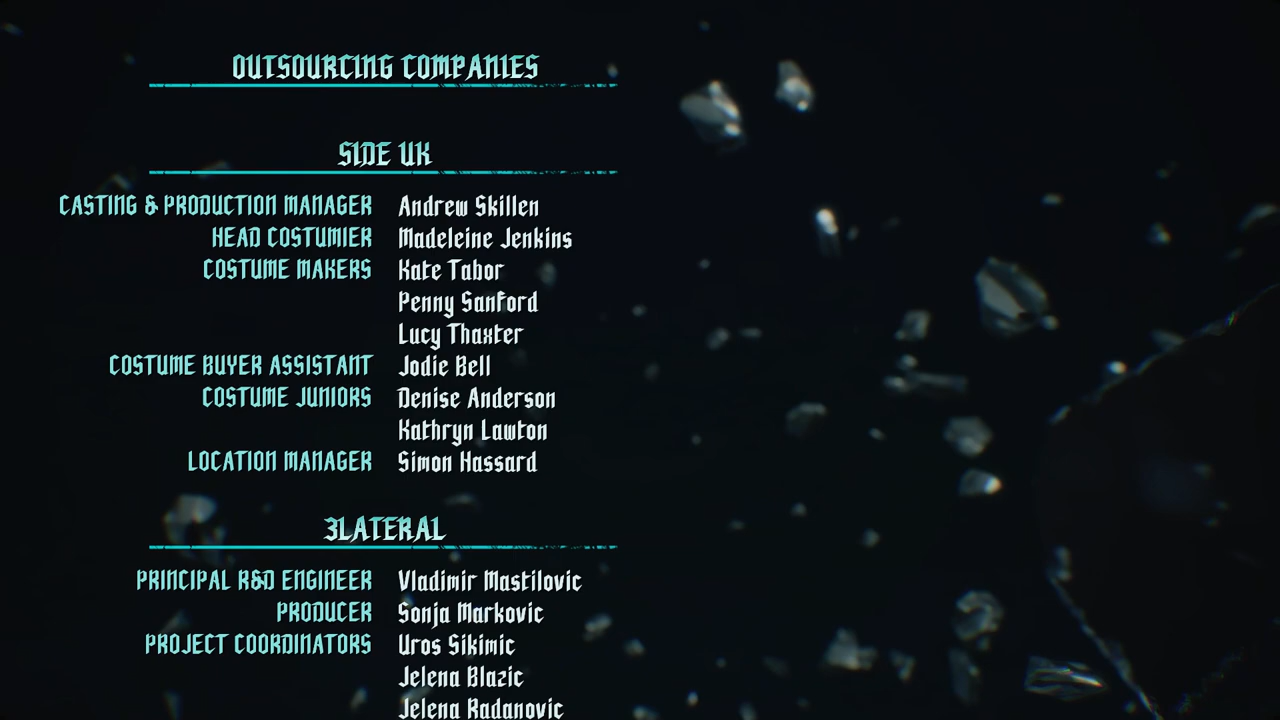 OUTSOURCING COMPANIES
SIDE UK
CASTING & PRODUCTION MANAGER Andrew Skillen
HEAD COSTUMIER Madeleine Jenkins
COSTUME MAKERS Kate Tabor
Penny Sanford
Lucy Thaxter
COSTUME BUYER ASSISTANT Jodie Bell
COSTUME JUNIORS Denise Anderson
Kathryn Lawton
LOCATION MANAGER Simon Hassard
3LATERAL
PRINCIPAL R&D ENGINEER Vladimir Mastilovic
PRODUCER Sonja Markovic
PROJECT COORDINATORS Uros Sikimic
Jelena Blazic
Jelena Radanovic